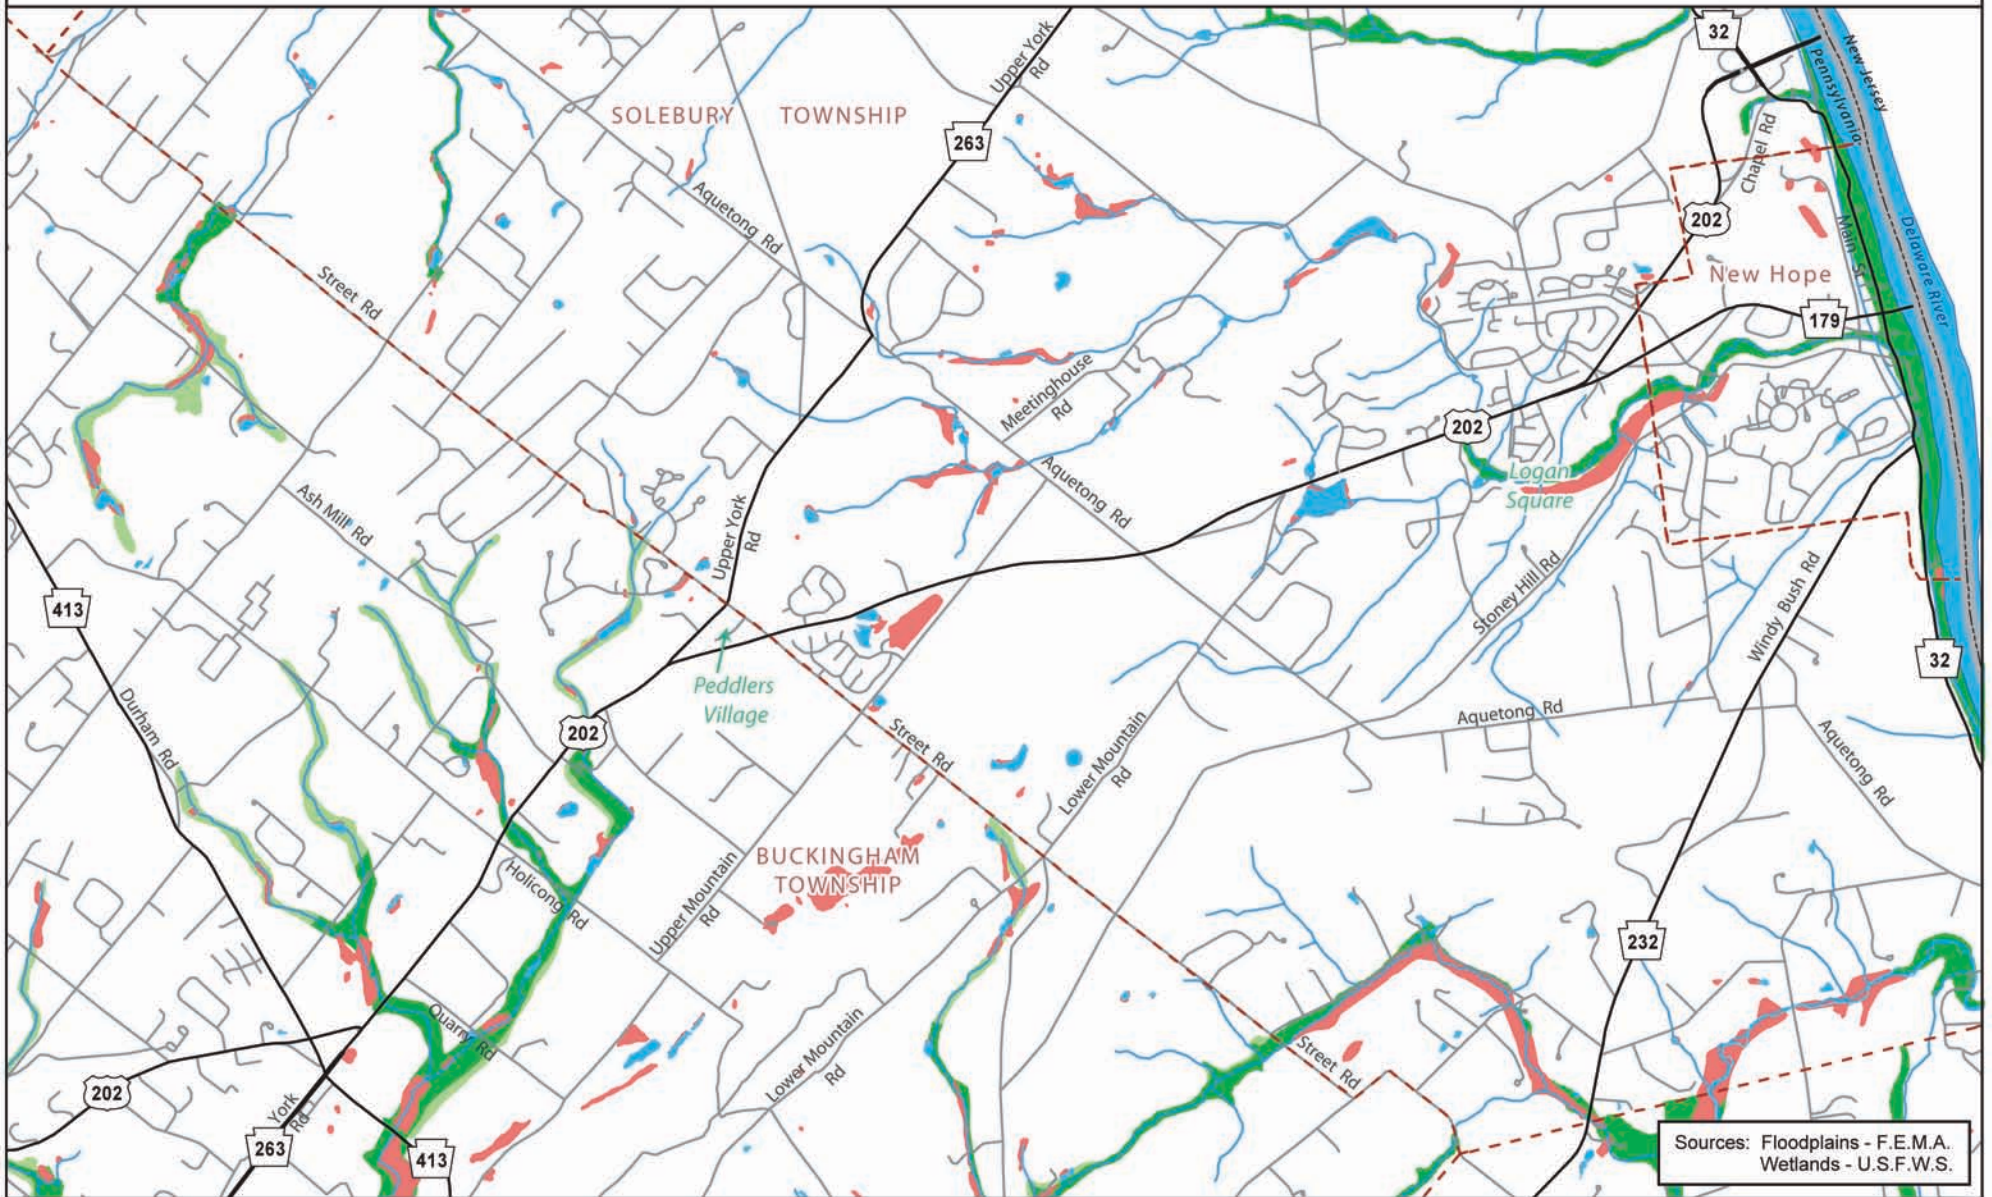 32
New Jersey
Pennsylvania
Upper York
Rd
SOLEBURY TOWNSHIP
263
Chapel Rd
Aquetong Rd
202
Main St
Delaware River
New Hope
Street Rd
179
Meetinghouse
Rd
202
Aquetong Rd
Logan
Square
Ash Mill Rd
Upper York
Rd
Stoney Hill Rd
Windy Bush Rd
413
32
Peddlers
Village
Durham Rd
202
Street Rd
Aquetong Rd
Lower Mountain
Rd
Aquetong Rd
BUCKINGHAM
TOWNSHIP
Holicong Rd
Upper Mountain
Rd
232
Quarry Rd
Lower Mountain
Rd
Street Rd
202
York
Rd
263
413
Sources: Floodplains - F.E.M.A.
Wetlands - U.S.F.W.S.